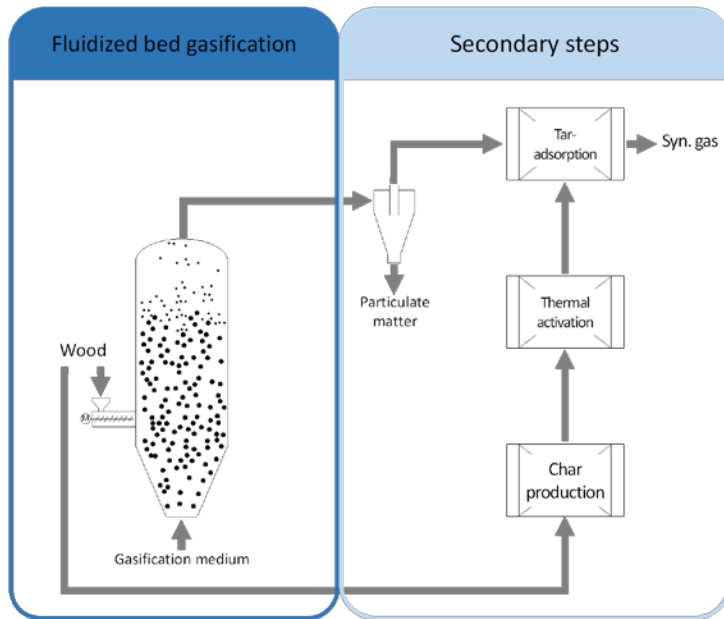 Fluidized bed gasification
Secondary steps
Tar-
adsorption
Syn. gas
Particulate
matter
Thermal
activation
Wood
M
Char
production
Gasification medium